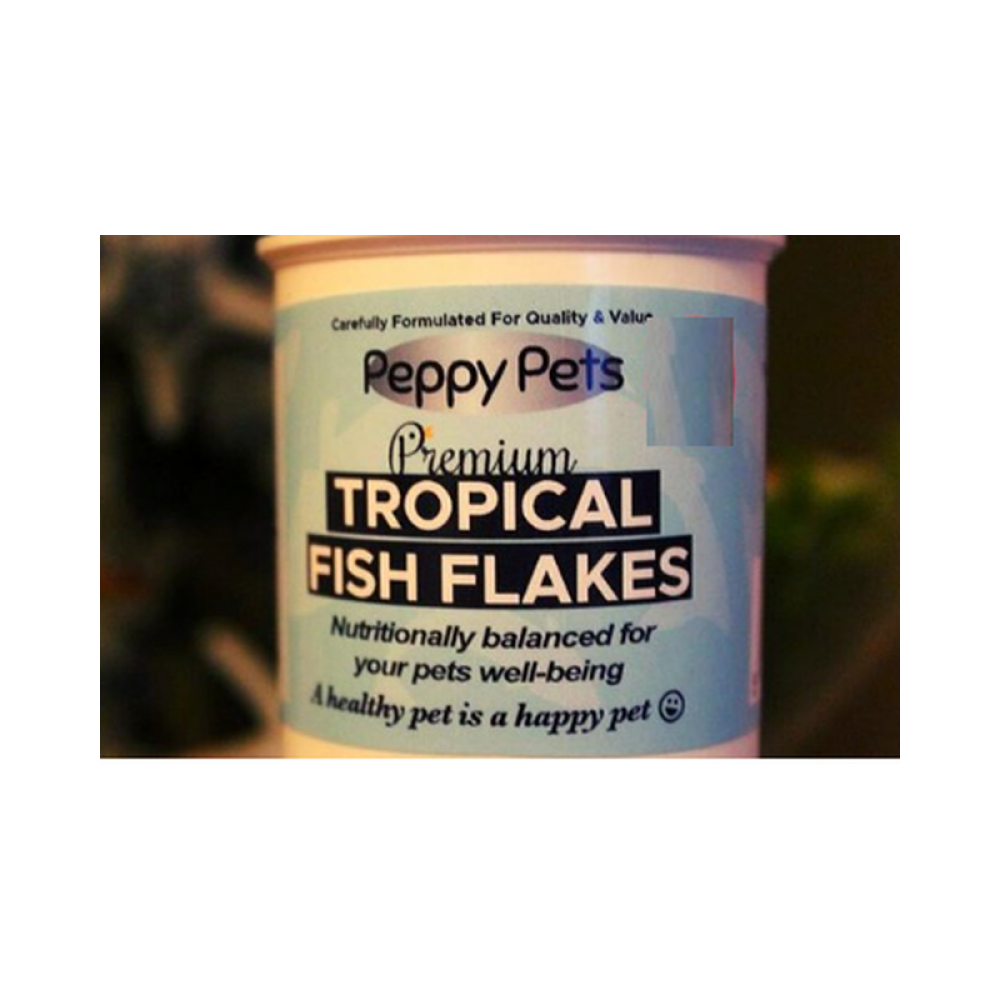 Carefully Formulated For Quality & Value
Peppy Pets
Premium
TROPICAL
FISH FLAKES
Nutritionally balanced for
your pets well-being
A healthy pet is a happy pet